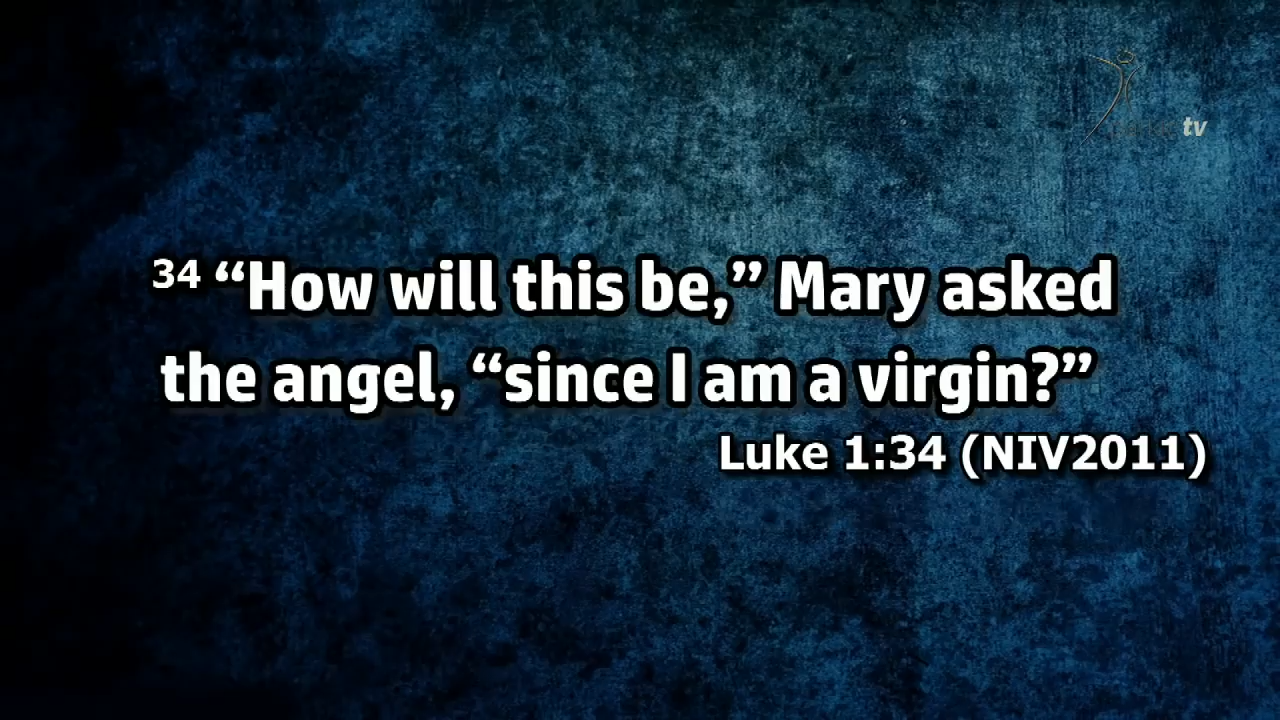 tv
34 “How will this be,” Mary asked
the angel, “since I am a virgin?”
Luke 1:34 (NIV2011)